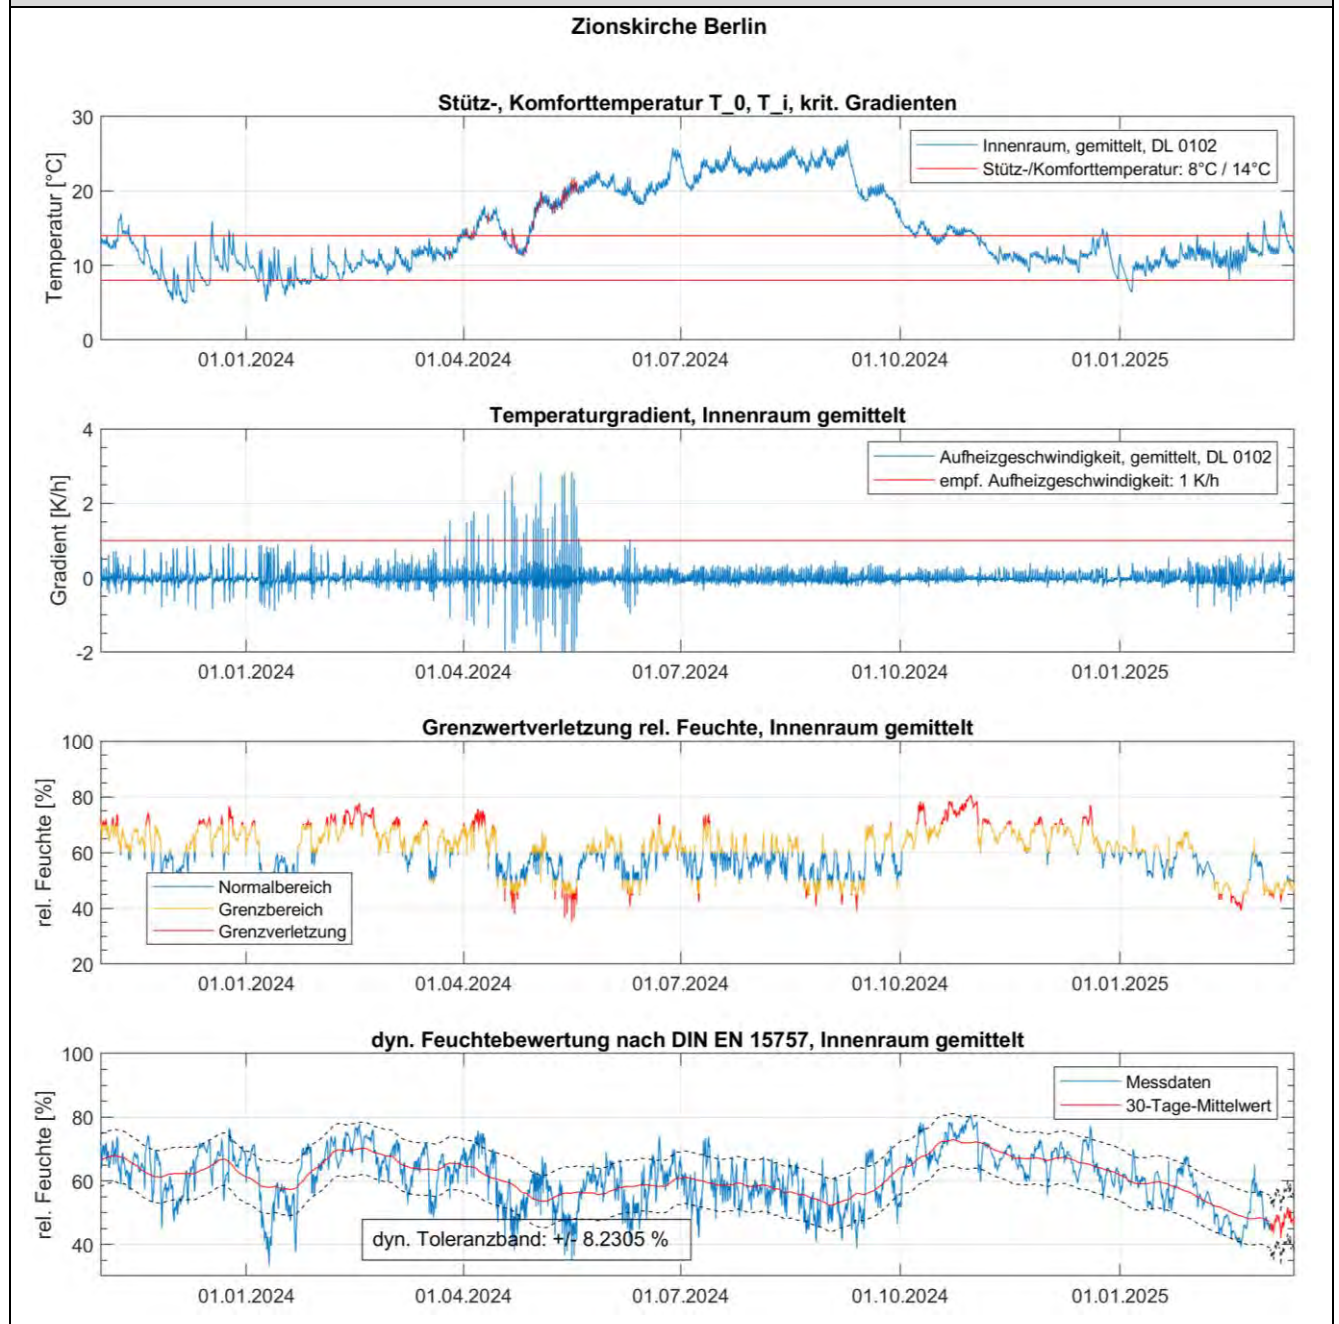 Zionskirche Berlin
Stütz-, Komforttemperatur T_0, T_i, krit. Gradienten
Temperatur [°C]
30
20
10
0
Innenraum, gemittelt, DL 0102
Stütz-/Komforttemperatur: 8°C / 14°C
01.01.2024 01.04.2024 01.07.2024 01.10.2024 01.01.2025
Temperaturgradient, Innenraum gemittelt
Gradient [K/h]
4
2
0
-2
Aufheizgeschwindigkeit, gemittelt, DL 0102
empf. Aufheizgeschwindigkeit: 1 K/h
01.01.2024 01.04.2024 01.07.2024 01.10.2024 01.01.2025
Grenzwertverletzung rel. Feuchte, Innenraum gemittelt
rel. Feuchte [%]
100
80
60
40
20
Normalbereich
Grenzbereich
Grenzverletzung
01.01.2024 01.04.2024 01.07.2024 01.10.2024 01.01.2025
dyn. Feuchtebewertung nach DIN EN 15757, Innenraum gemittelt
rel. Feuchte [%]
100
80
60
40
Messdaten
30-Tage-Mittelwert
dyn. Toleranzband: +/- 8.2305 %
01.01.2024 01.04.2024 01.07.2024 01.10.2024 01.01.2025